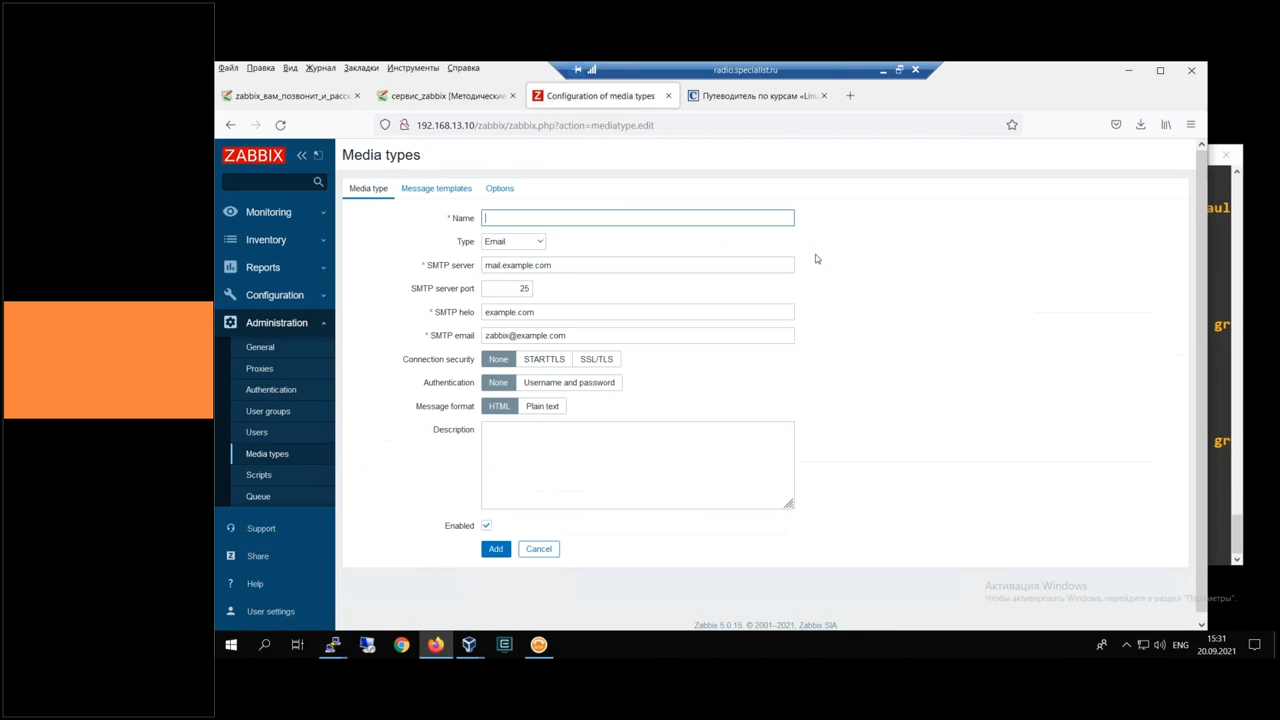 radio.specialist.ru
Файл Правка Вид Журнал Закладки Инструменты Справка
zabbix_вам_позвонит_и_расск
сервис_zabbix [Методические
Configuration of media types
Путеводитель по курсам «Linu
192.168.13.10/zabbix/zabbix.php?action=mediatype.edit
ZABBIX
Monitoring
Inventory
Reports
Configuration
Administration
General
Proxies
Authentication
User groups
Users
Media types
Scripts
Queue
Support
Share
Help
User settings
Media types
Media type Message templates Options
* Name
Type Email
* SMTP server mail.example.com
SMTP server port 25
* SMTP helo example.com
* SMTP email zabbix@example.com
Connection security None STARTTLS SSL/TLS
Authentication None Username and password
Message format HTML Plain text
Description
Enabled
Add Cancel
aul
gr
gr
Активация Windows
Чтобы активировать Windows, перейдите в раздел "Параметры".
Zabbix 5.0.15. © 2001–2021, Zabbix SIA
ENG
15:31
20.09.2021